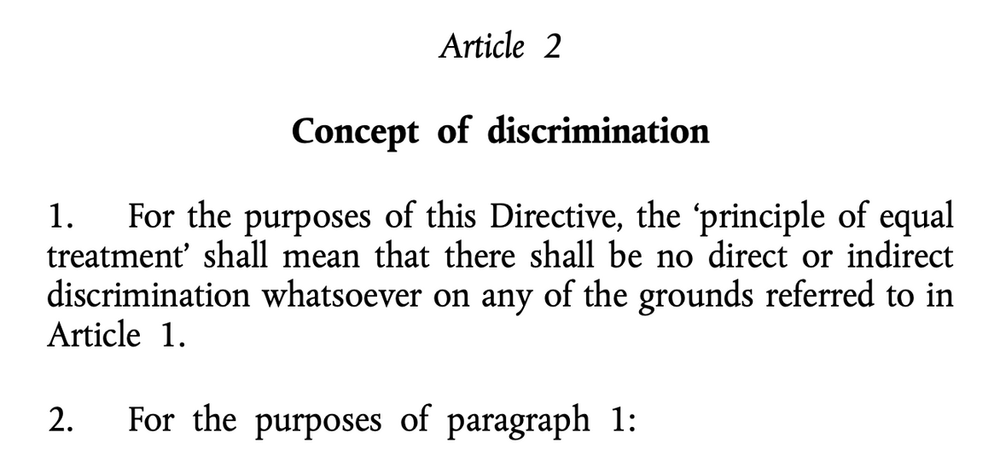 Article 2
Concept of discrimination
1. For the purposes of this Directive, the ‘principle of equal
treatment’ shall mean that there shall be no direct or indirect
discrimination whatsoever on any of the grounds referred to in
Article 1.
2. For the purposes of paragraph 1: